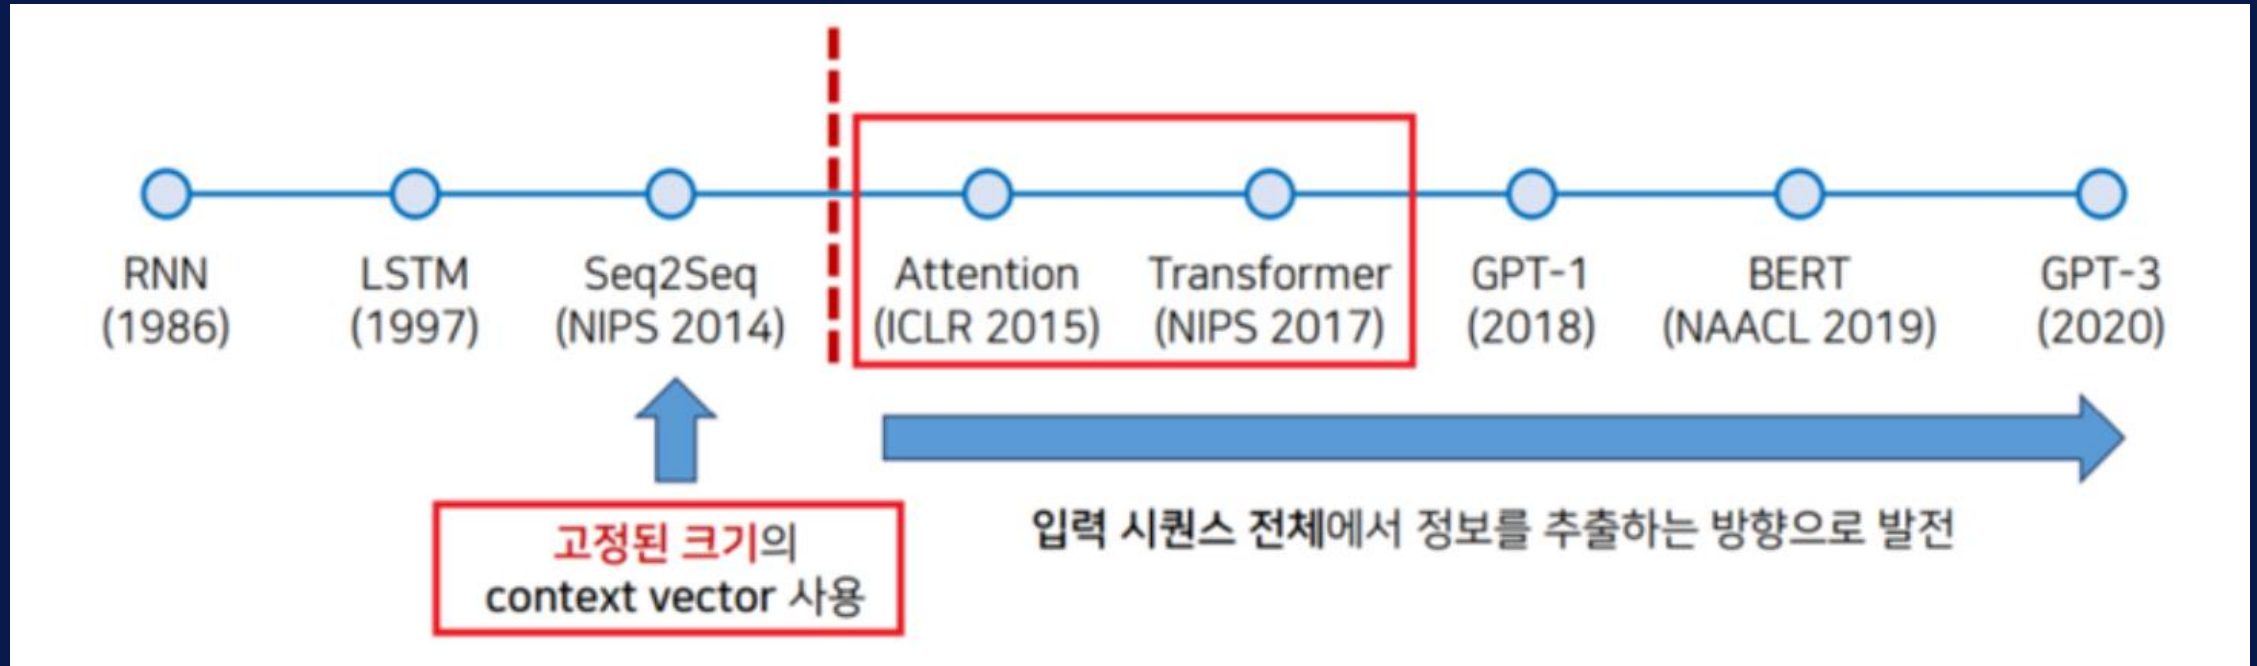 RNN
(1986)
LSTM
(1997)
Seq2Seq
(NIPS 2014)
Attention
(ICLR 2015)
Transformer
(NIPS 2017)
GPT-1
(2018)
BERT
(NAACL 2019)
GPT-3
(2020)
고정된 크기의
context vector 사용
입력 시퀀스 전체에서 정보를 추출하는 방향으로 발전